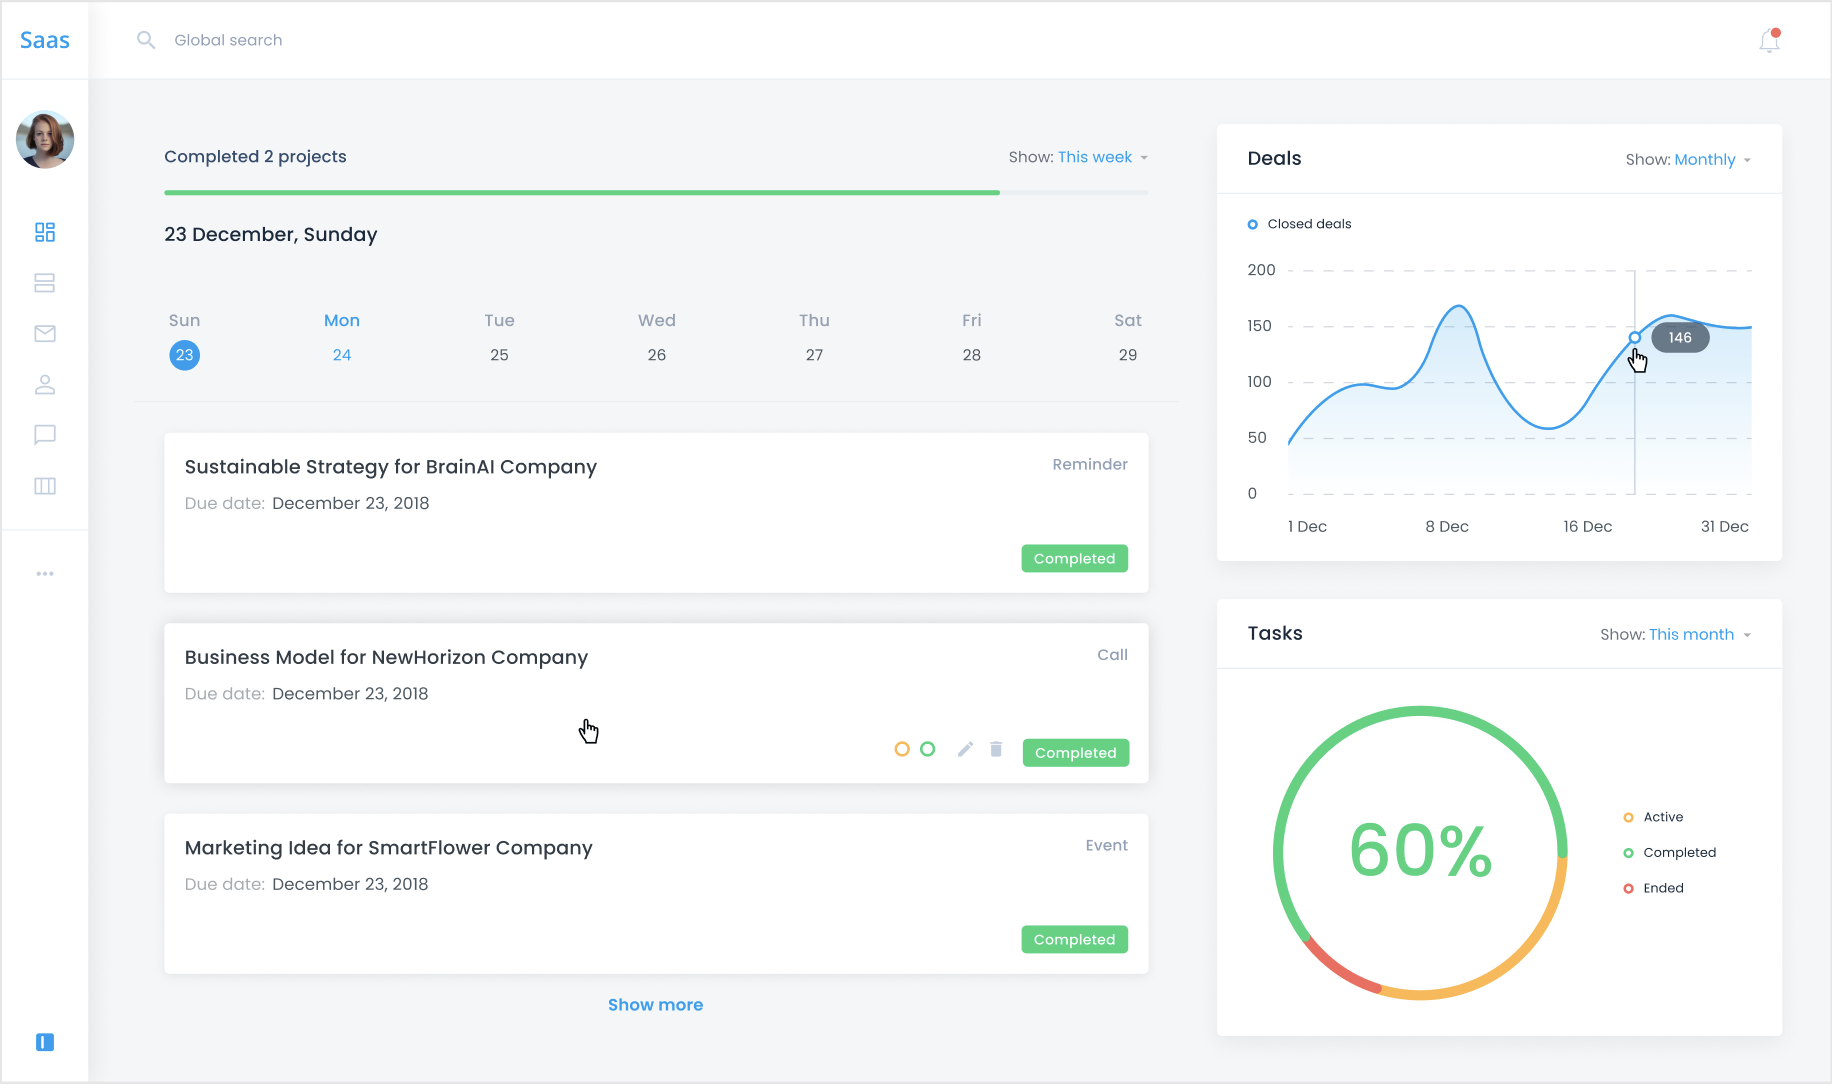 Saas
Global search
Completed 2 projects
Show: This week
23 December, Sunday
Sun Mon Tue Wed Thu Fri Sat
23 24 25 26 27 28 29
Sustainable Strategy for BrainAI Company
Reminder
Due date: December 23, 2018
Completed
Business Model for NewHorizon Company
Call
Due date: December 23, 2018
Completed
Marketing Idea for SmartFlower Company
Event
Due date: December 23, 2018
Completed
Show more
Deals
Show: Monthly
Closed deals
200
150
146
100
50
0
1 Dec 8 Dec 16 Dec 31 Dec
Tasks
Show: This month
60%
Active
Completed
Ended